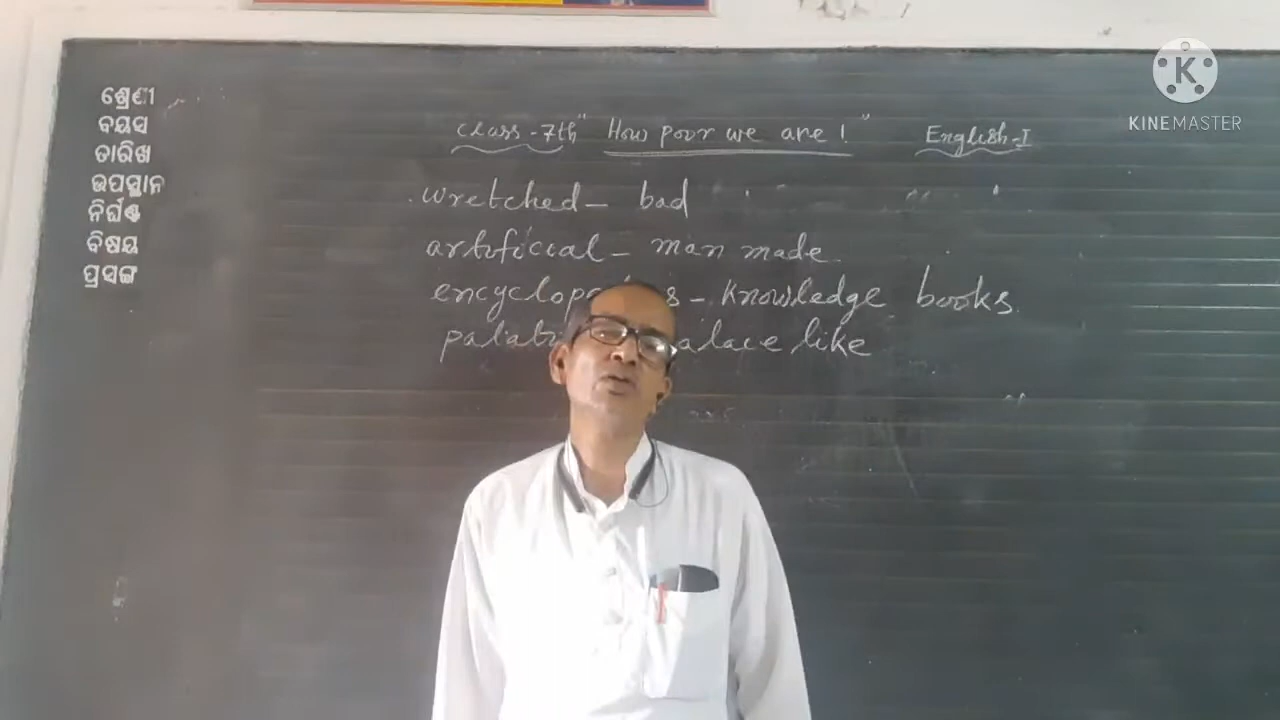 ଶ୍ରେଣୀ
ବୟସ
ତାରିଖ
ଉପସ୍ଥାନ
ନିର୍ଘଣ୍ଟ
ବିଷୟ
ପ୍ରସଙ୍ଗ
class-7th "How poor we are!" English-I
wretched – bad
artificial – man made
– knowledge books
like
K
KINEMASTER